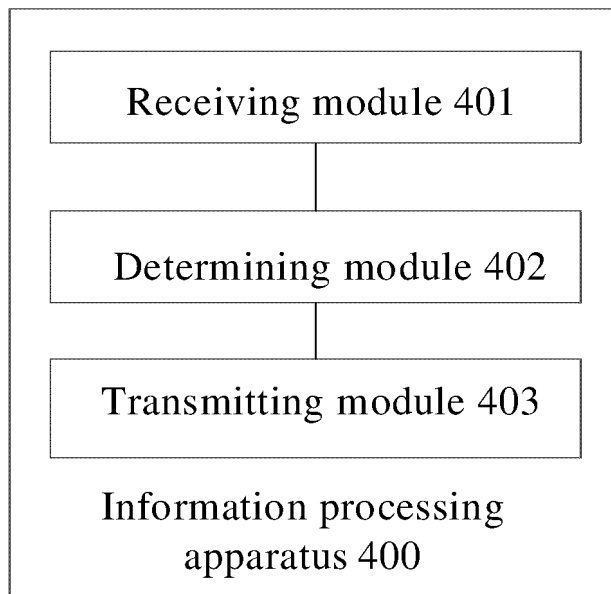 Receiving module 401
Determining module 402
Transmitting module 403
Information processing
apparatus 400